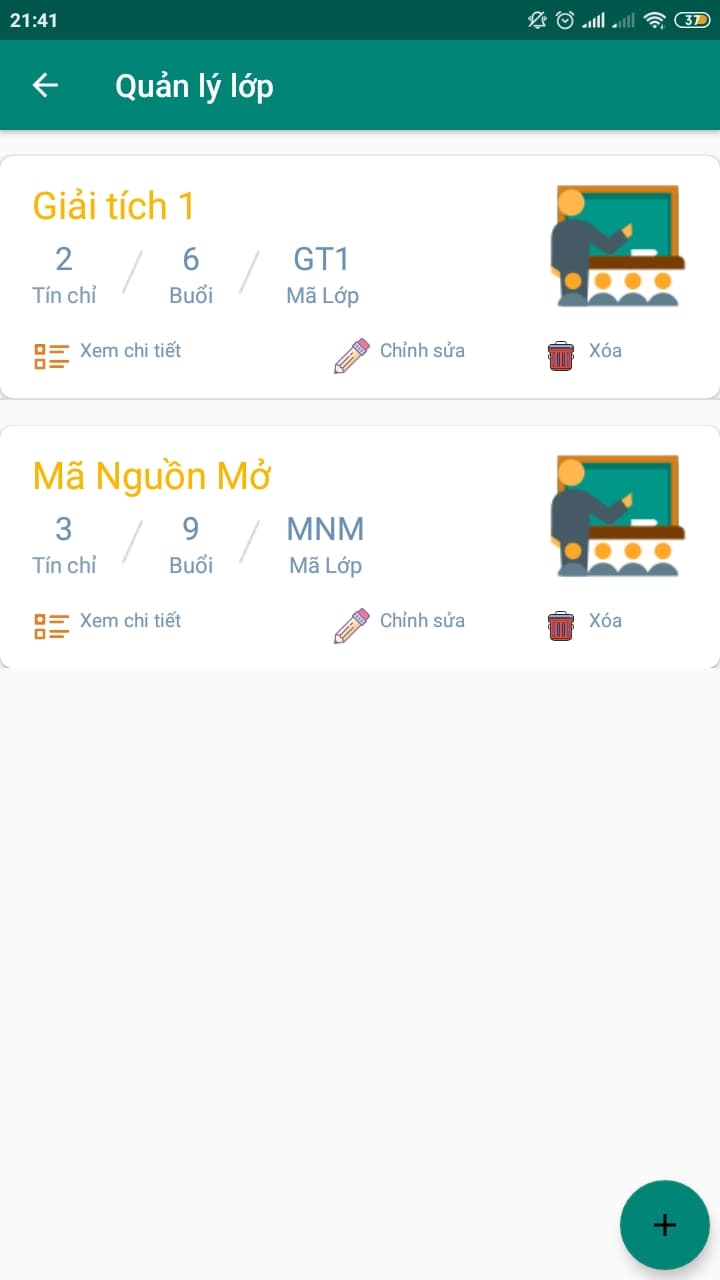 21:41
37
Quản lý lớp
Giải tích 1
2 / 6 / GT1
Tín chỉ Buổi Mã Lớp
Xem chi tiết Chỉnh sửa Xóa
Mã Nguồn Mở
3 / 9 / MNM
Tín chỉ Buổi Mã Lớp
Xem chi tiết Chỉnh sửa Xóa
+